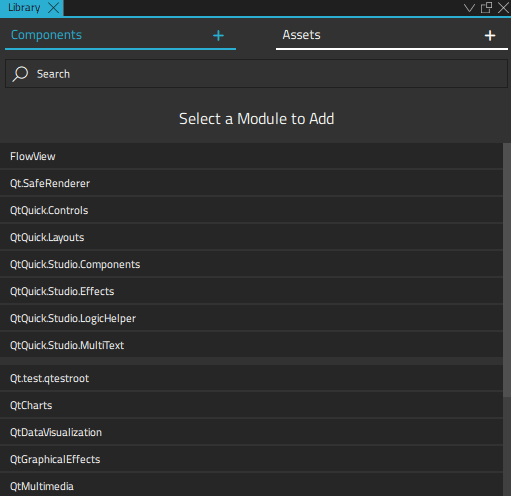 Library
Components +
Assets +
Search
Select a Module to Add
FlowView
Qt.SafeRenderer
QtQuick.Controls
QtQuick.Layouts
QtQuick.Studio.Components
QtQuick.Studio.Effects
QtQuick.Studio.LogicHelper
QtQuick.Studio.MultiText
Qt.test.qtestroot
QtCharts
QtDataVisualization
QtGraphicalEffects
QtMultimedia